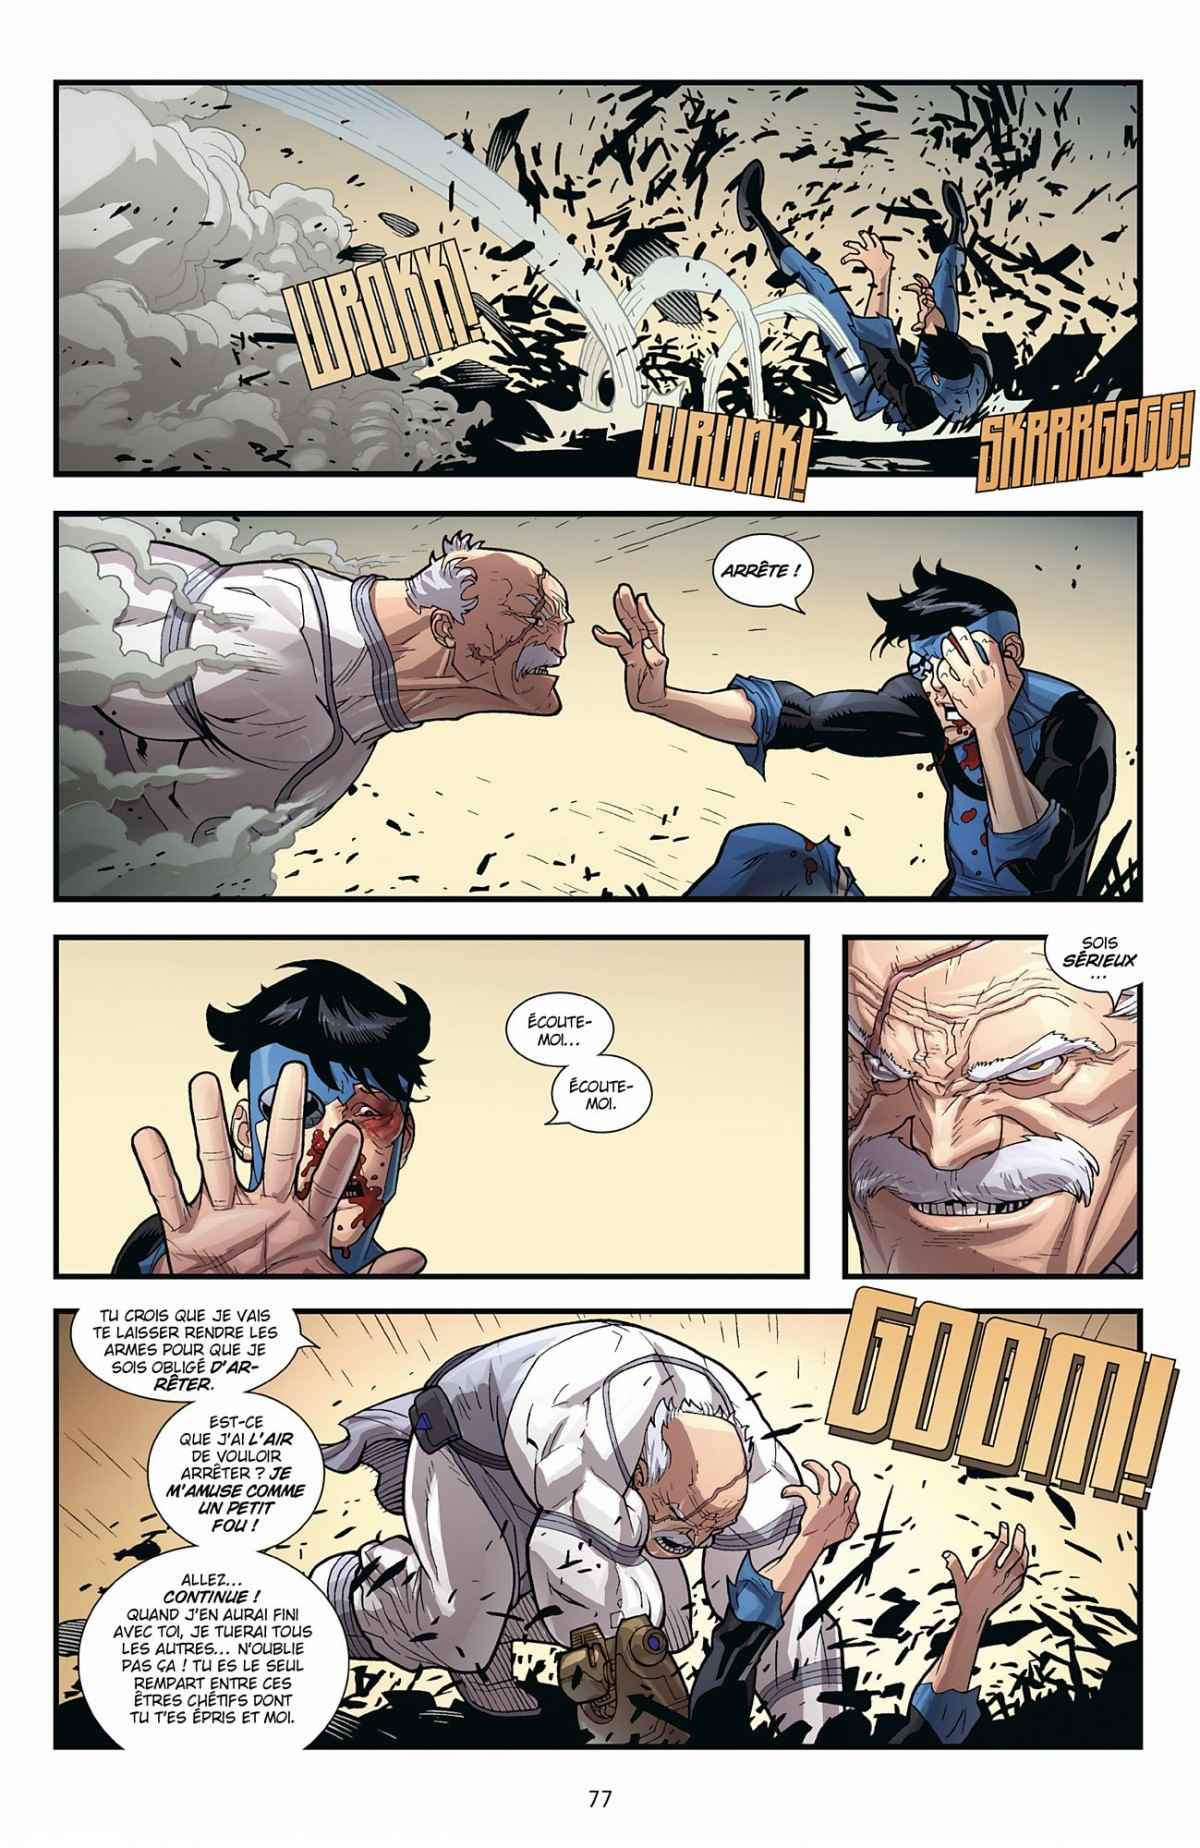 WROKK!
WRUNK!
SKRRRGGGG!
ARRÊTE !
ÉCOUTE-
MOI...
ÉCOUTE-
MOI.
SOIS
SÉRIEUX
...
TU CROIS QUE JE VAIS
TE LAISSER RENDRE LES
ARMES POUR QUE JE
SOIS OBLIGÉ D'AR-
RÊTER.
EST-CE
QUE J'AI L'AIR
DE VOULOIR
ARRÊTER ? JE
M'AMUSE COMME
UN PETIT
FOU !
ALLEZ...
CONTINUE !
QUAND J'EN AURAI FINI
AVEC TOI, JE TUERAI TOUS
LES AUTRES... N'OUBLIE
PAS ÇA ! TU ES LE SEUL
REMPART ENTRE CES
ÊTRES CHÉTIFS DONT
TU T'ES ÉPRIS ET MOI.
GOOM!
77